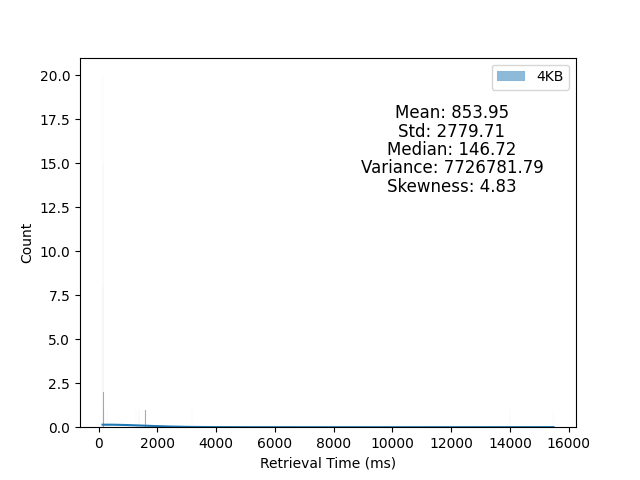 4KB
Mean: 853.95
Std: 2779.71
Median: 146.72
Variance: 7726781.79
Skewness: 4.83
Count
20.0
17.5
15.0
12.5
10.0
7.5
5.0
2.5
0.0
0 2000 4000 6000 8000 10000 12000 14000 16000
Retrieval Time (ms)